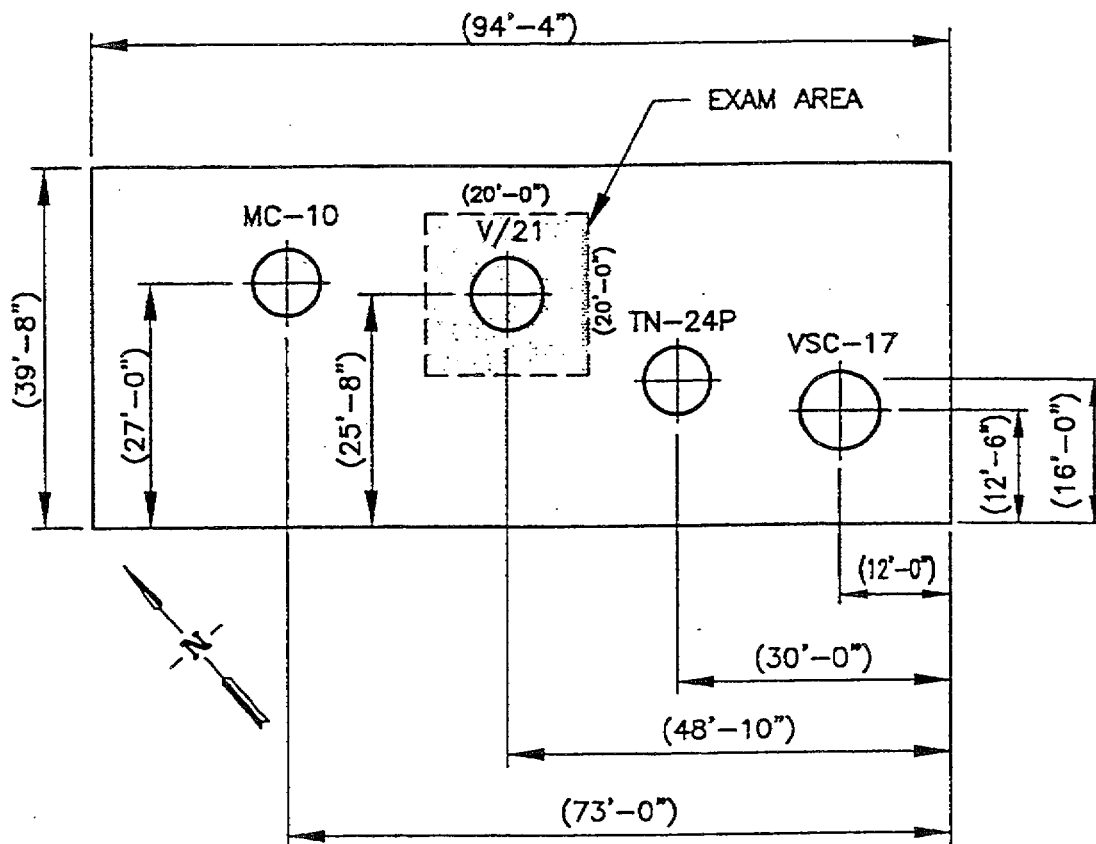 (94'-4")
EXAM AREA
(20'-0")
MC-10
V/21
(20'-0")
TN-24P
VSC-17
(39'-8")
(27'-0")
(25'-8")
(12'-6")
(16'-0")
(12'-0")
N
(30'-0")
(48'-10")
(73'-0")